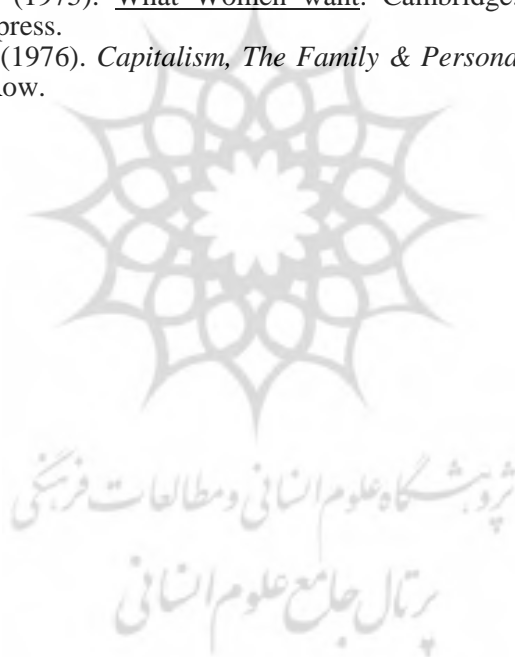 (1975). What Women want. Cambridge.
press.
(1976). Capitalism, The Family & Persona
ow.
پژوهشگاه علوم انسانی و مطالعات فرهنگی
پرتال جامع علوم انسانی